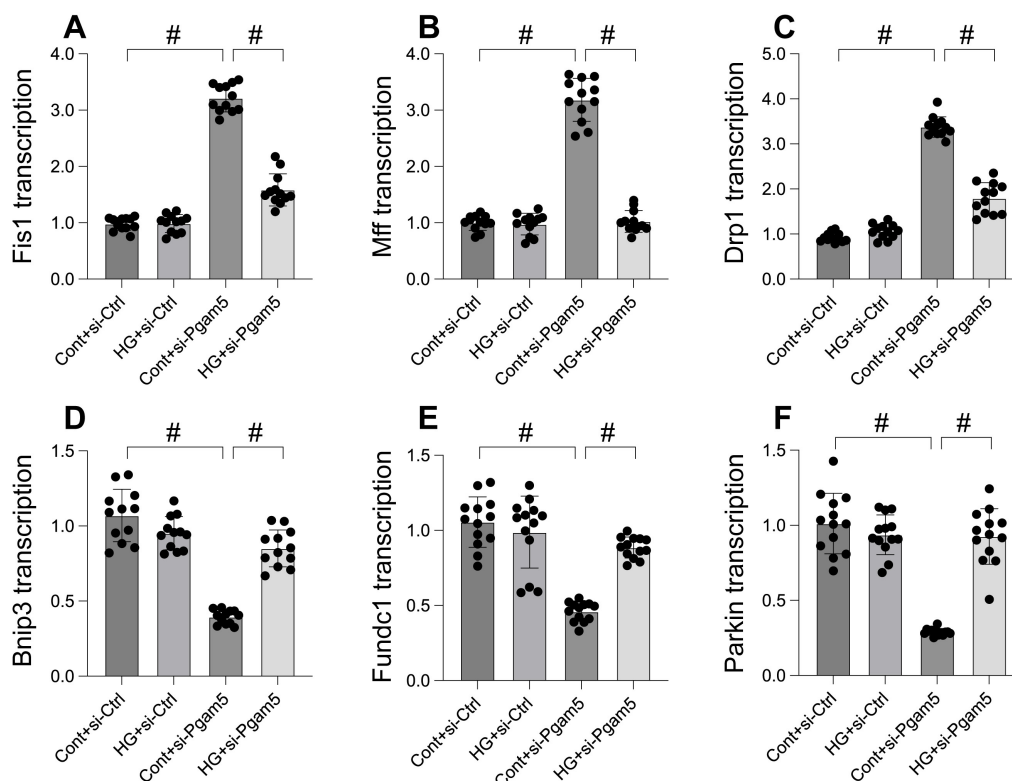 A
# #
Fis1 transcription
4.0
3.0
2.0
1.0
0.0
Cont+si-Ctrl
HG+si-Ctrl
Cont+si-Pgam5
HG+si-Pgam5
B
# #
Mff transcription
4.0
3.0
2.0
1.0
0.0
Cont+si-Ctrl
HG+si-Ctrl
Cont+si-Pgam5
HG+si-Pgam5
C
# #
Drp1 transcription
5.0
4.0
3.0
2.0
1.0
0.0
Cont+si-Ctrl
HG+si-Ctrl
Cont+si-Pgam5
HG+si-Pgam5
D
# #
Bnip3 transcription
1.5
1.0
0.5
0.0
Cont+si-Ctrl
HG+si-Ctrl
Cont+si-Pgam5
HG+si-Pgam5
E
# #
Fundc1 transcription
1.5
1.0
0.5
0.0
Cont+si-Ctrl
HG+si-Ctrl
Cont+si-Pgam5
HG+si-Pgam5
F
# #
Parkin transcription
1.5
1.0
0.5
0.0
Cont+si-Ctrl
HG+si-Ctrl
Cont+si-Pgam5
HG+si-Pgam5